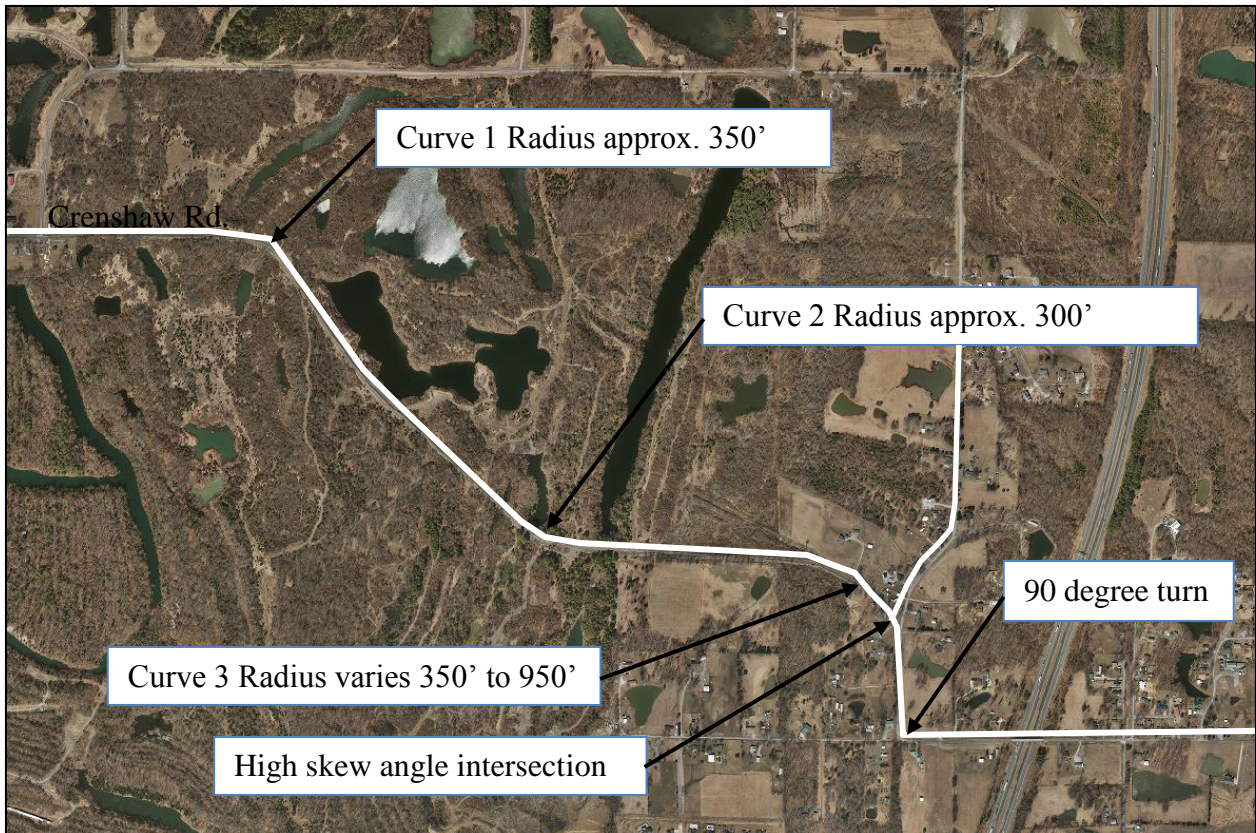 Curve 1 Radius approx. 350’
Crenshaw Rd.
Curve 2 Radius approx. 300’
90 degree turn
Curve 3 Radius varies 350’ to 950’
High skew angle intersection